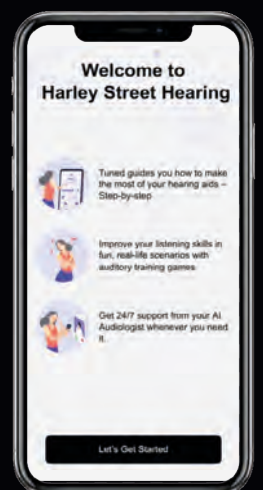 Welcome to
Harley Street Hearing
Tuned guides you how to make
the most of your hearing aids –
Step-by-step
Improve your listening skills in
fun, real-life scenarios with
auditory training games
Get 24/7 support from your AI
Audiologist whenever you need
it.
Let's Get Started